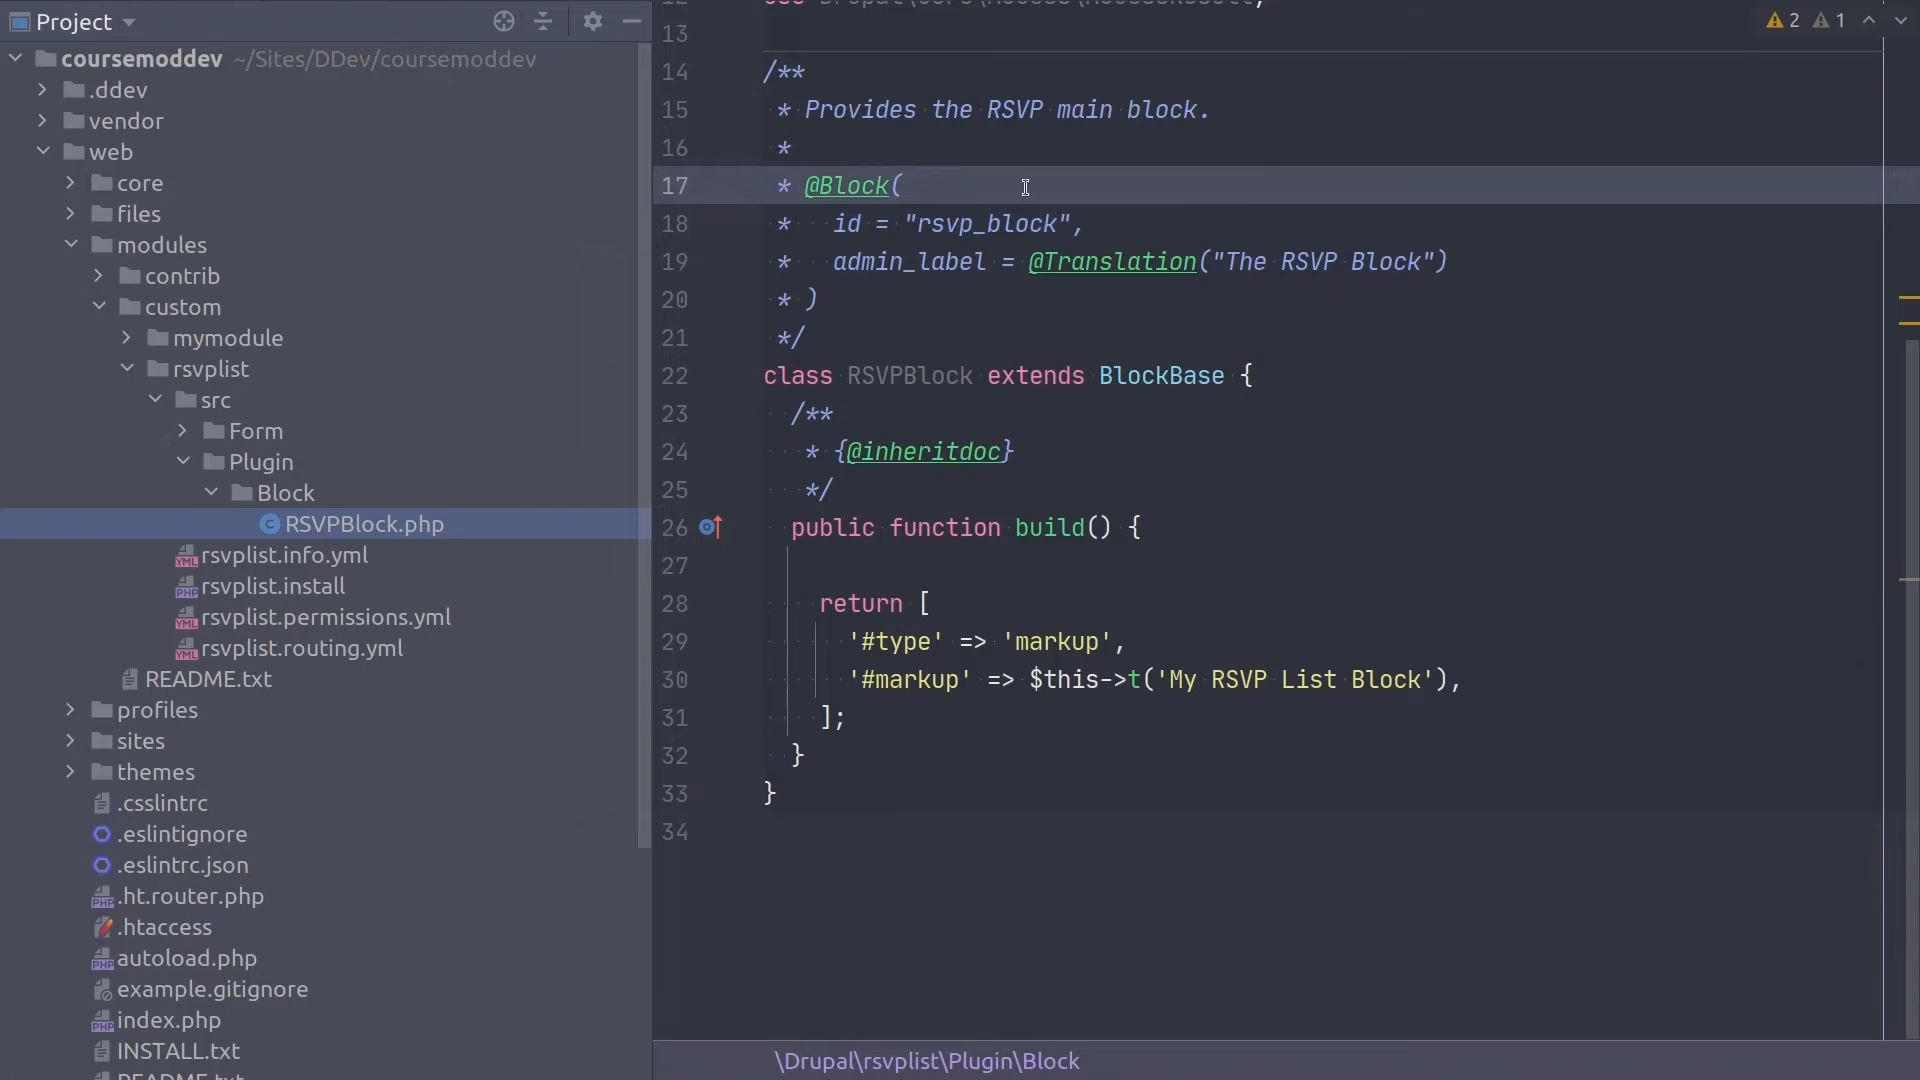 Project
coursemoddev ~/Sites/DDev/coursemoddev
.ddev
vendor
web
core
files
modules
contrib
custom
mymodule
rsvplist
src
Form
Plugin
Block
RSVPBlock.php
rsvplist.info.yml
rsvplist.install
rsvplist.permissions.yml
rsvplist.routing.yml
README.txt
profiles
sites
themes
.csslintrc
.eslintignore
.eslintrc.json
.ht.router.php
.htaccess
autoload.php
example.gitignore
index.php
INSTALL.txt
README.txt
2 1
13
14 /**
15 * Provides the RSVP main block.
16 *
17 * @Block(
18 *   id = "rsvp_block",
19 *   admin_label = @Translation("The RSVP Block")
20 * )
21 */
22 class RSVPBlock extends BlockBase {
23   /**
24   * {@inheritdoc}
25   */
26   public function build() {
27
28     return [
29       '#type' => 'markup',
30       '#markup' => $this->t('My RSVP List Block'),
31     ];
32   }
33 }
34
\Drupal\rsvplist\Plugin\Block